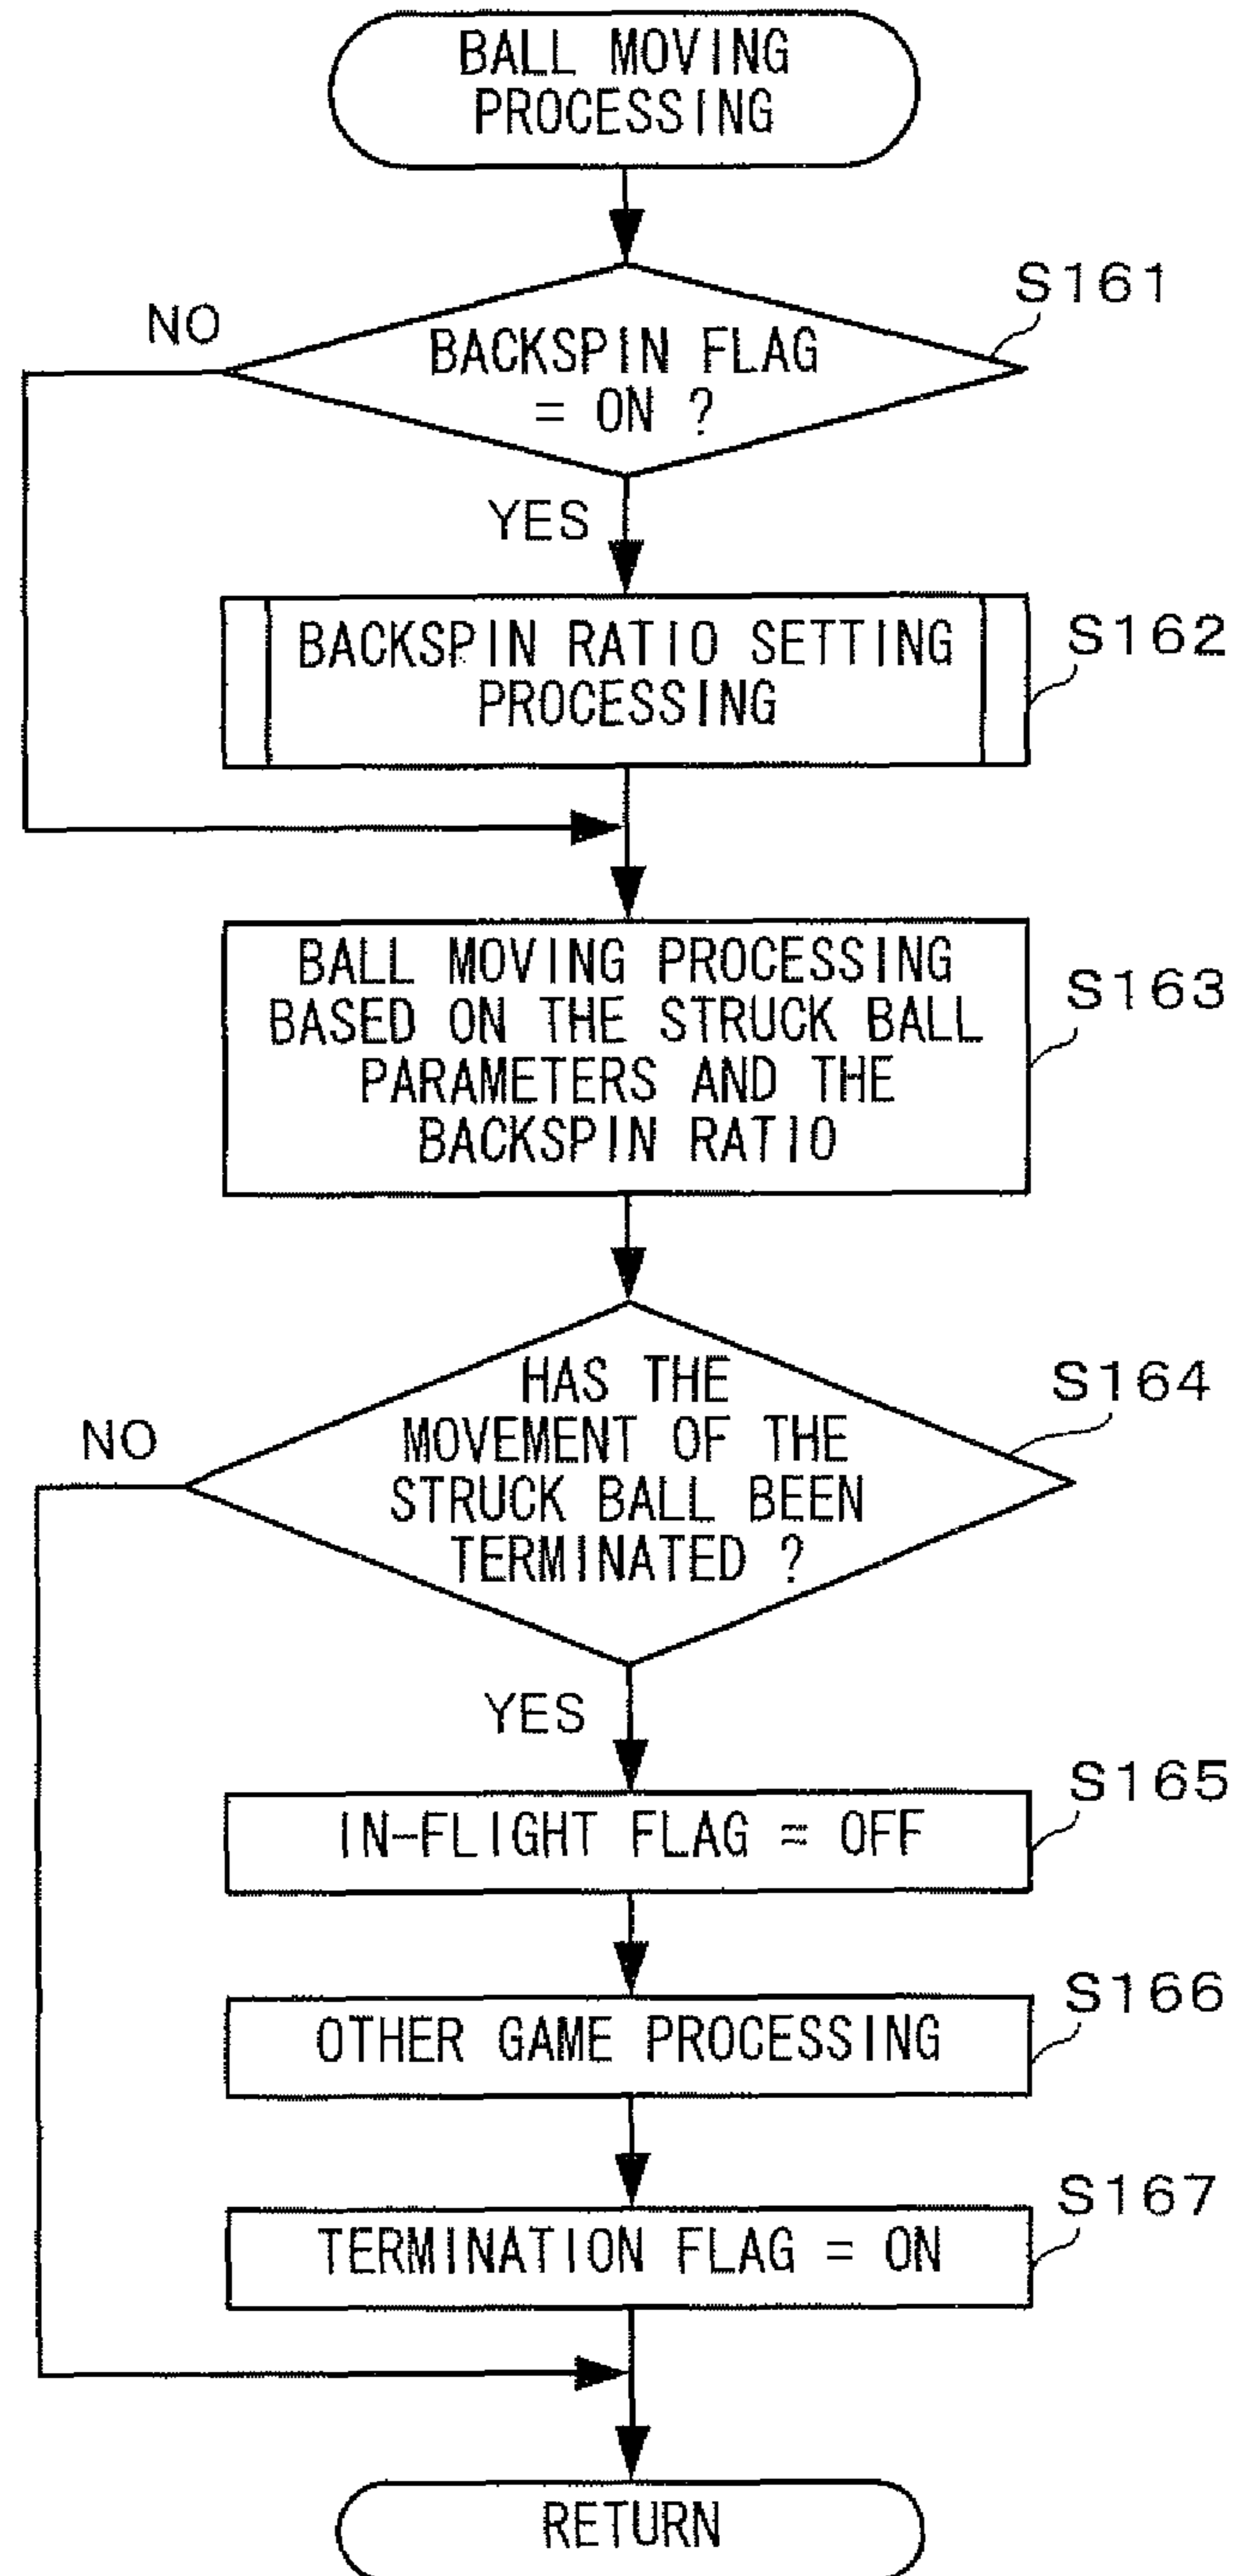 BALL MOVING
PROCESSING
S161
NO
BACKSPIN FLAG
= ON ?
YES
S162
BACKSPIN RATIO SETTING
PROCESSING
BALL MOVING PROCESSING
BASED ON THE STRUCK BALL
PARAMETERS AND THE
BACKSPIN RATIO
S163
HAS THE
MOVEMENT OF THE
STRUCK BALL BEEN
TERMINATED ?
S164
NO
YES
S165
IN-FLIGHT FLAG = OFF
S166
OTHER GAME PROCESSING
S167
TERMINATION FLAG = ON
RETURN